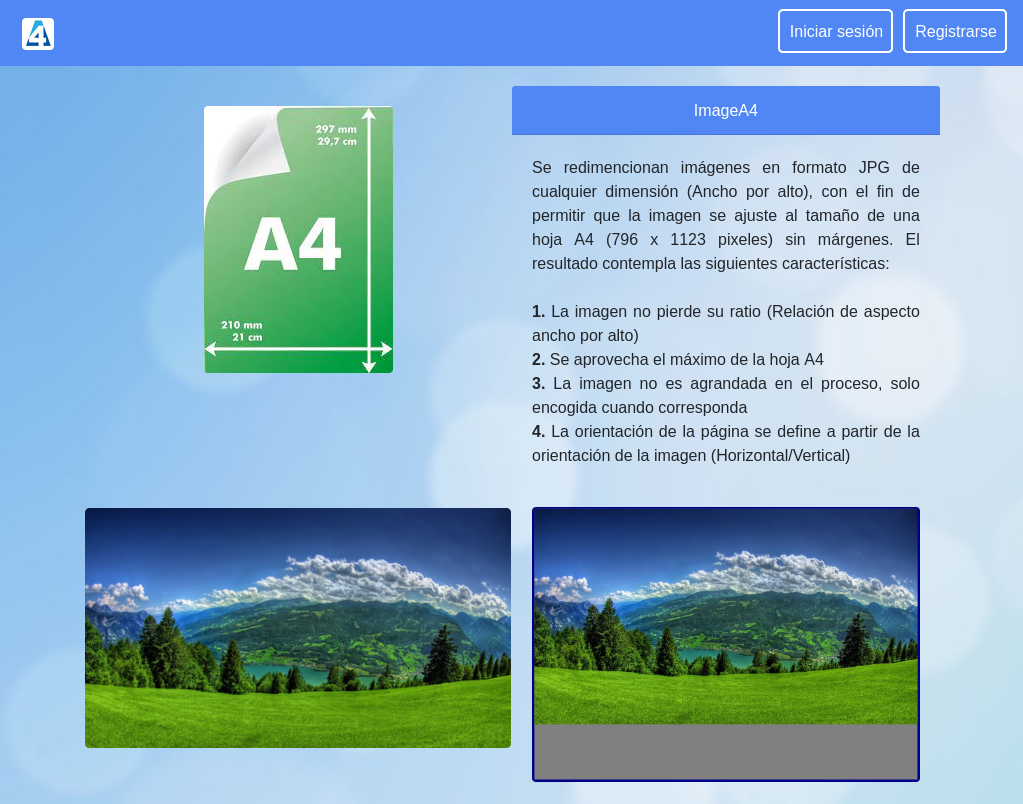 4
Iniciar sesión
Registrarse
297 mm
29,7 cm
A4
210 mm
21 cm
ImageA4
Se redimencionan imágenes en formato JPG de
cualquier dimensión (Ancho por alto), con el fin de
permitir que la imagen se ajuste al tamaño de una
hoja A4 (796 x 1123 pixeles) sin márgenes. El
resultado contempla las siguientes características:
1. La imagen no pierde su ratio (Relación de aspecto
ancho por alto)
2. Se aprovecha el máximo de la hoja A4
3. La imagen no es agrandada en el proceso, solo
encogida cuando corresponda
4. La orientación de la página se define a partir de la
orientación de la imagen (Horizontal/Vertical)